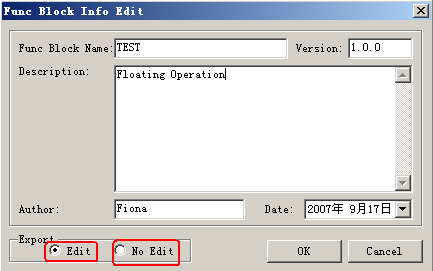 Func Block Info Edit
Func Block Name: TEST Version: 1.0.0
Description: Floating Operation
Author: Fiona Date: 2007年 9月17日
Export
Edit No Edit OK Cancel